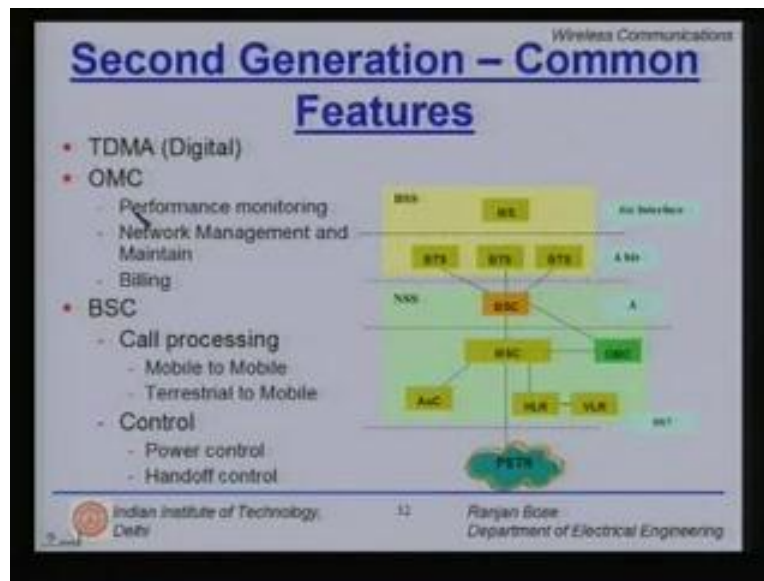 Wireless Communications
Second Generation – Common
Features
• TDMA (Digital)
• OMC
- Performance monitoring
- Network Management and
Maintain
- Billing
• BSC
- Call processing
- Mobile to Mobile
- Terrestrial to Mobile
- Control
- Power control
- Handoff control
BSS
MS
Air Interface
BTS BTS BTS
A bis
NSS
BSC
A
MSC
OMC
AuC
HLR
VLR
SS7
PSTN
Indian Institute of Technology,
Delhi
Ranjan Bose
Department of Electrical Engineering